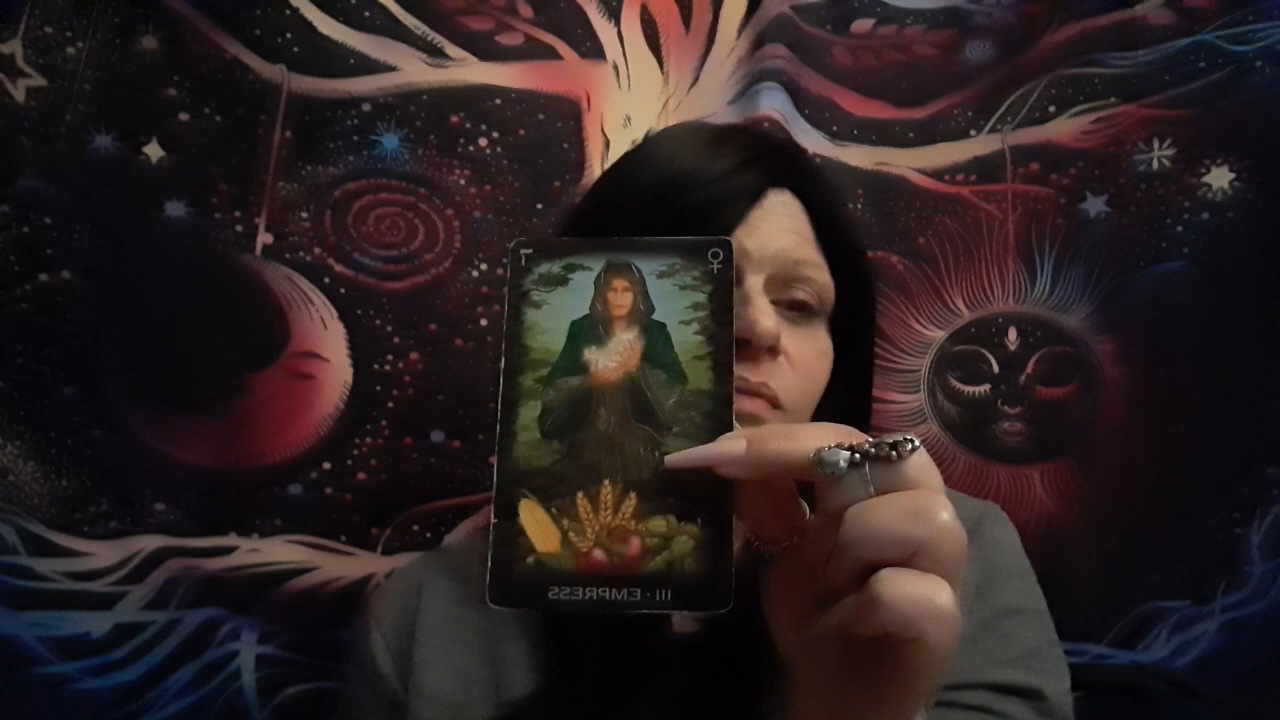 ♀ ד
III · EMPRESS